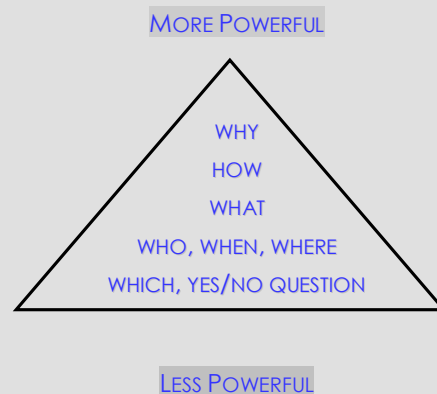 MORE POWERFUL
WHY
HOW
WHAT
WHO, WHEN, WHERE
WHICH, YES/NO QUESTION
LESS POWERFUL